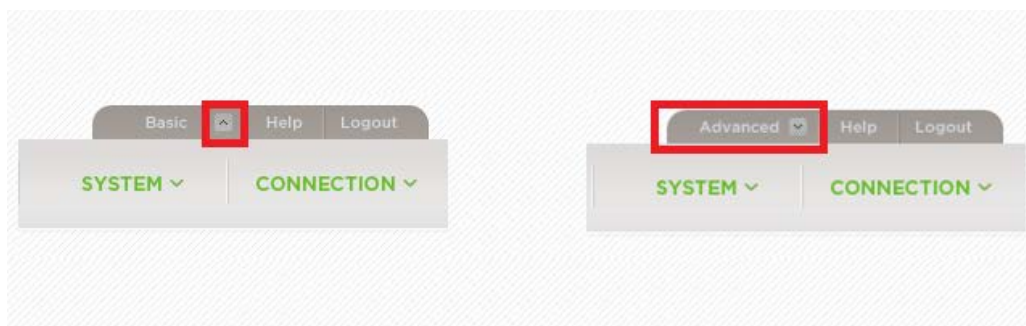 Basic Help Logout
SYSTEM CONNECTION
Advanced Help Logout
SYSTEM CONNECTION